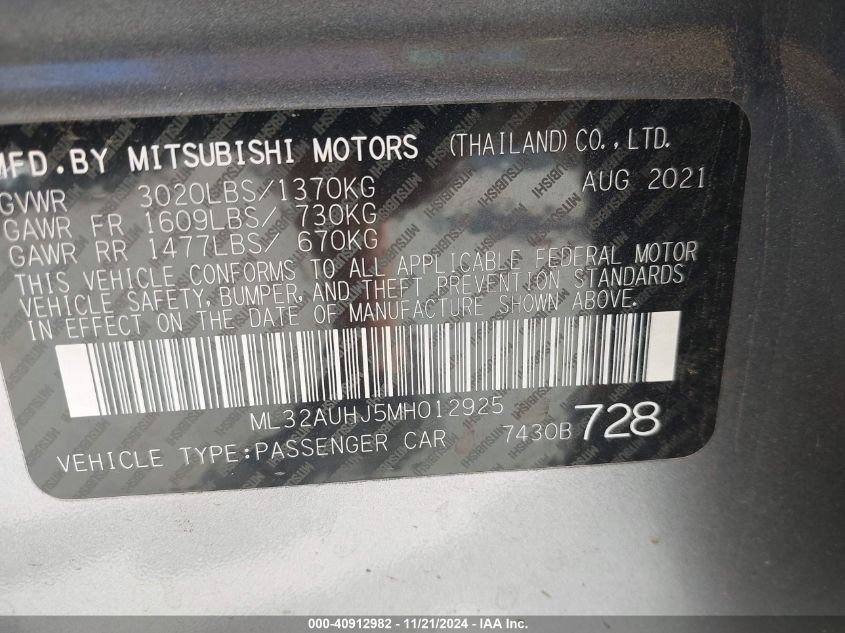 MFD.BY MITSUBISHI MOTORS (THAILAND) CO., LTD.
GVWR 3020LBS/1370KG AUG 2021
GAWR FR 1609LBS/ 730KG
GAWR RR 1477LBS/ 670KG
THIS VEHICLE CONFORMS TO ALL APPLICABLE FEDERAL MOTOR
VEHICLE SAFETY, BUMPER, AND THEFT PREVENTION STANDARDS
IN EFFECT ON THE DATE OF MANUFACTURE SHOWN ABOVE.
ML32AUHJ5MH012925
7430B 728
VEHICLE TYPE:PASSENGER CAR
000-40912982 - 11/21/2024 - IAAI.com